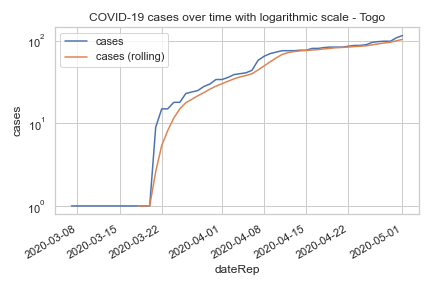 COVID-19 cases over time with logarithmic scale - Togo
cases
cases (rolling)
10²
10¹
10⁰
cases
2020-03-08
2020-03-15
2020-03-22
2020-04-01
2020-04-08
2020-04-15
2020-04-22
2020-05-01
dateRep